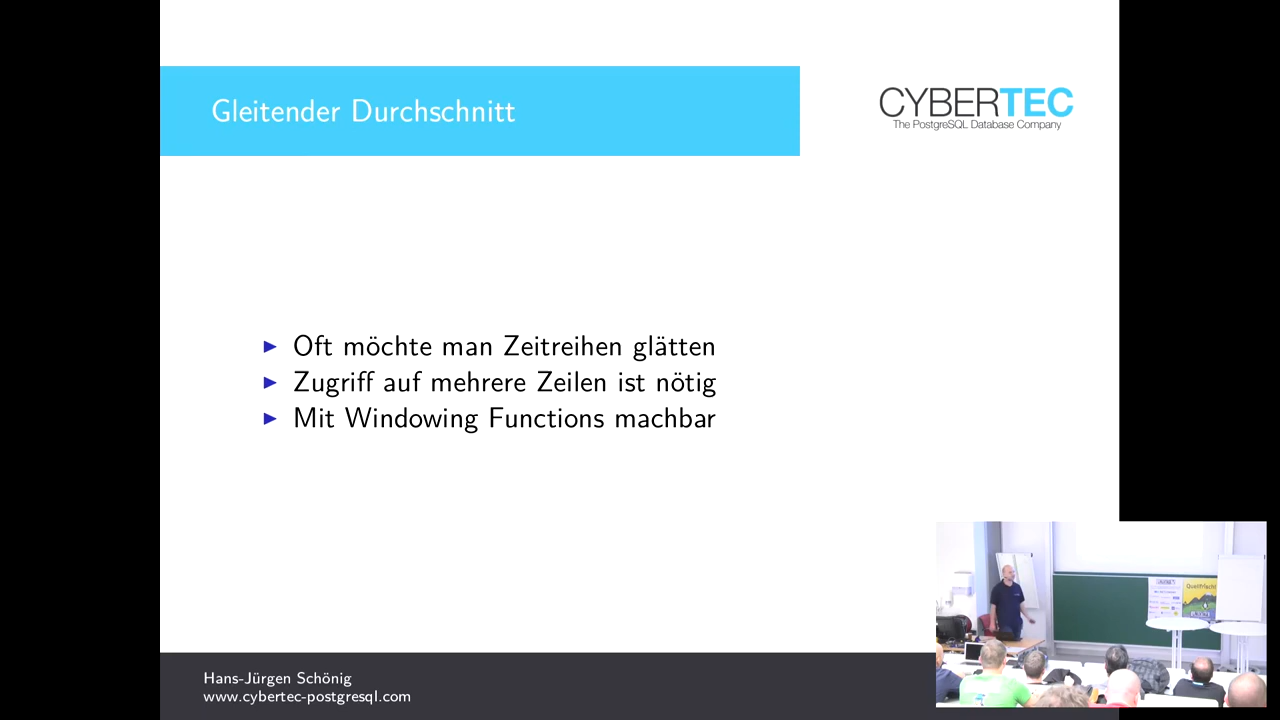 Gleitender Durchschnitt
CYBERTEC
The PostgreSQL Database Company
▶ Oft möchte man Zeitreihen glätten
▶ Zugriff auf mehrere Zeilen ist nötig
▶ Mit Windowing Functions machbar
Hans-Jürgen Schönig
www.cybertec-postgresql.com